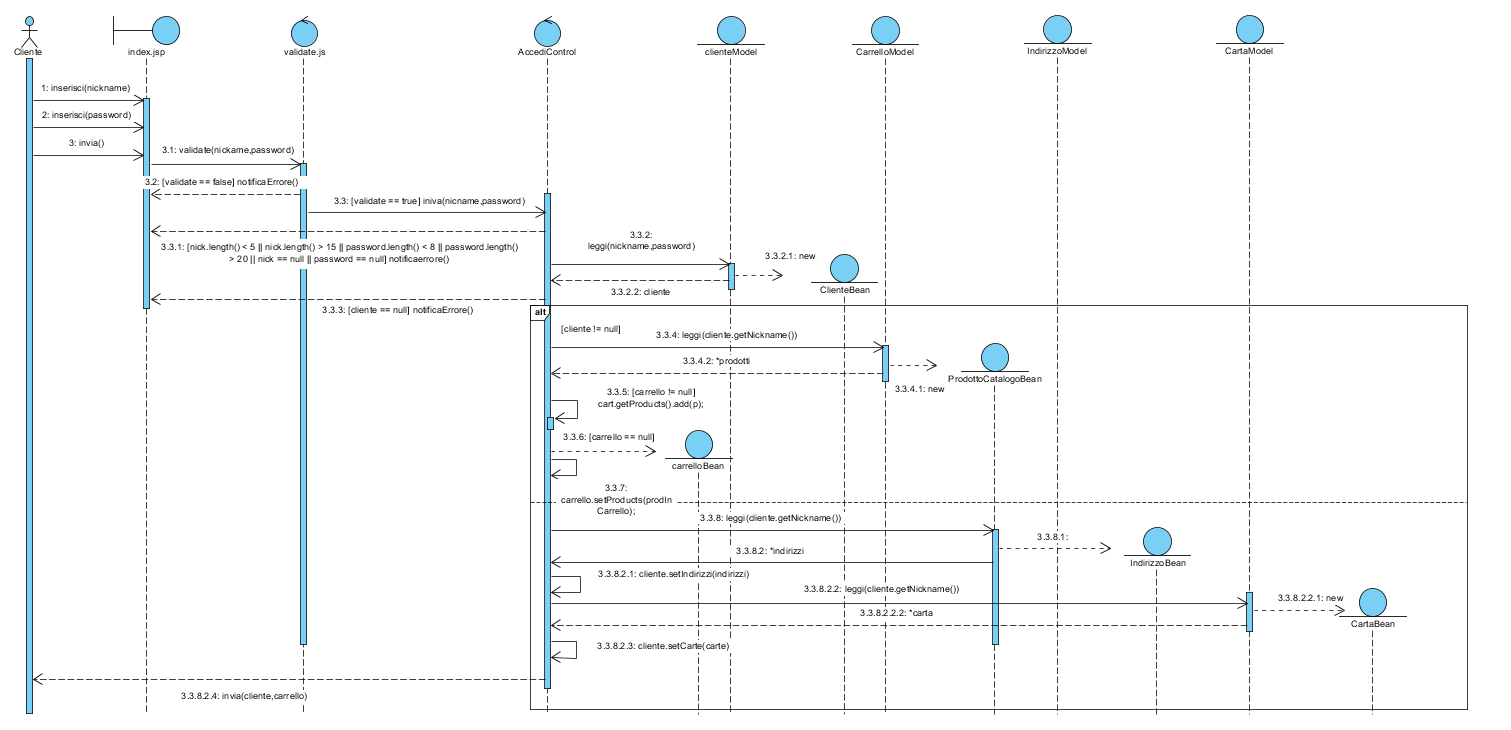 Cliente
index.jsp
validate.js
AccediControl
clienteModel
CarrelloModel
IndirizzoModel
CartaModel
1: inserisci(nickname)
2: inserisci(password)
3: invia()
3.1: validate(nickame,password)
3.2: [validate == false] notificaErrore()
3.3: [validate == true] iniva(nicname,password)
3.3.1: [nick.length() < 5 || nick.length() > 15 || password.length() < 8 || password.length()
> 20 || nick == null || password == null] notificaerrore()
3.3.2:
leggi(nickname,password)
3.3.2.1: new
ClienteBean
3.3.2.2: cliente
3.3.3: [cliente == null] notificaErrore()
alt
[cliente != null]
3.3.4: leggi(cliente.getNickname())
3.3.4.2: *prodotti
ProdottoCatalogoBean
3.3.4.1: new
3.3.5: [carrello != null]
cart.getProducts().add(p);
3.3.6: [carrello == null]
carrelloBean
3.3.7:
carrello.setProducts(prodIn
Carrello);
3.3.8: leggi(cliente.getNickname())
3.3.8.1:
3.3.8.2: *indirizzi
IndirizzoBean
3.3.8.2.1: cliente.setIndirizzi(indirizzi)
3.3.8.2.2: leggi(cliente.getNickname())
3.3.8.2.2.1: new
3.3.8.2.2.2: *carta
CartaBean
3.3.8.2.3: cliente.setCarte(carte)
3.3.8.2.4: invia(cliente,carrello)